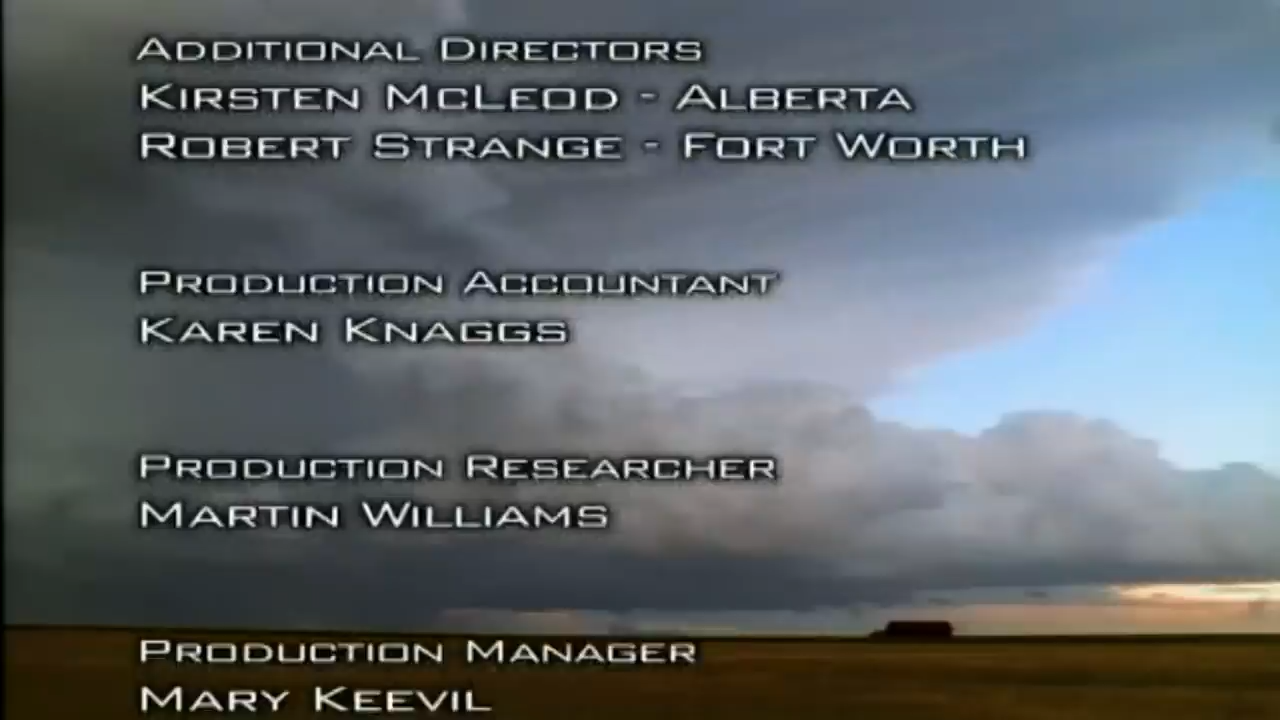 Additional Directors
Kirsten McLeod - Alberta
Robert Strange - Fort Worth
Production Accountant
Karen Knaggs
Production Researcher
Martin Williams
Production Manager
Mary Keevil